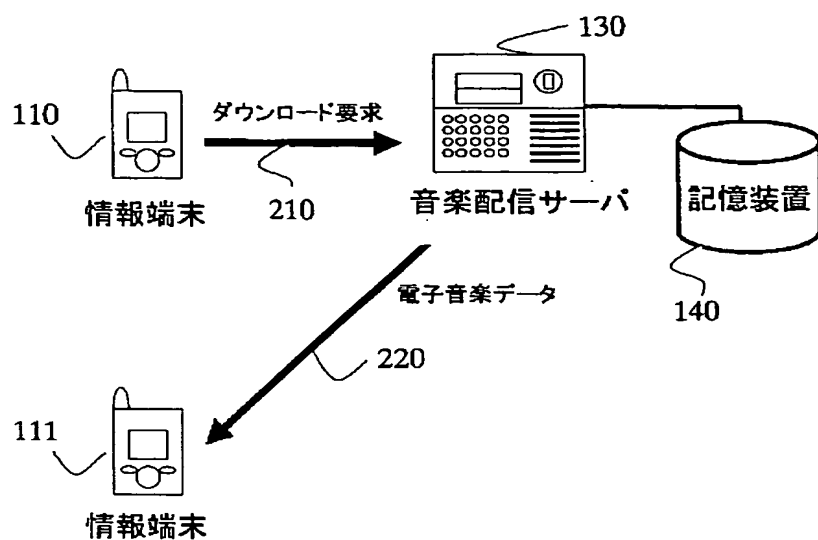 130
110
ダウンロード要求
210
情報端末
音楽配信サーバ
記憶装置
140
電子音楽データ
220
111
情報端末